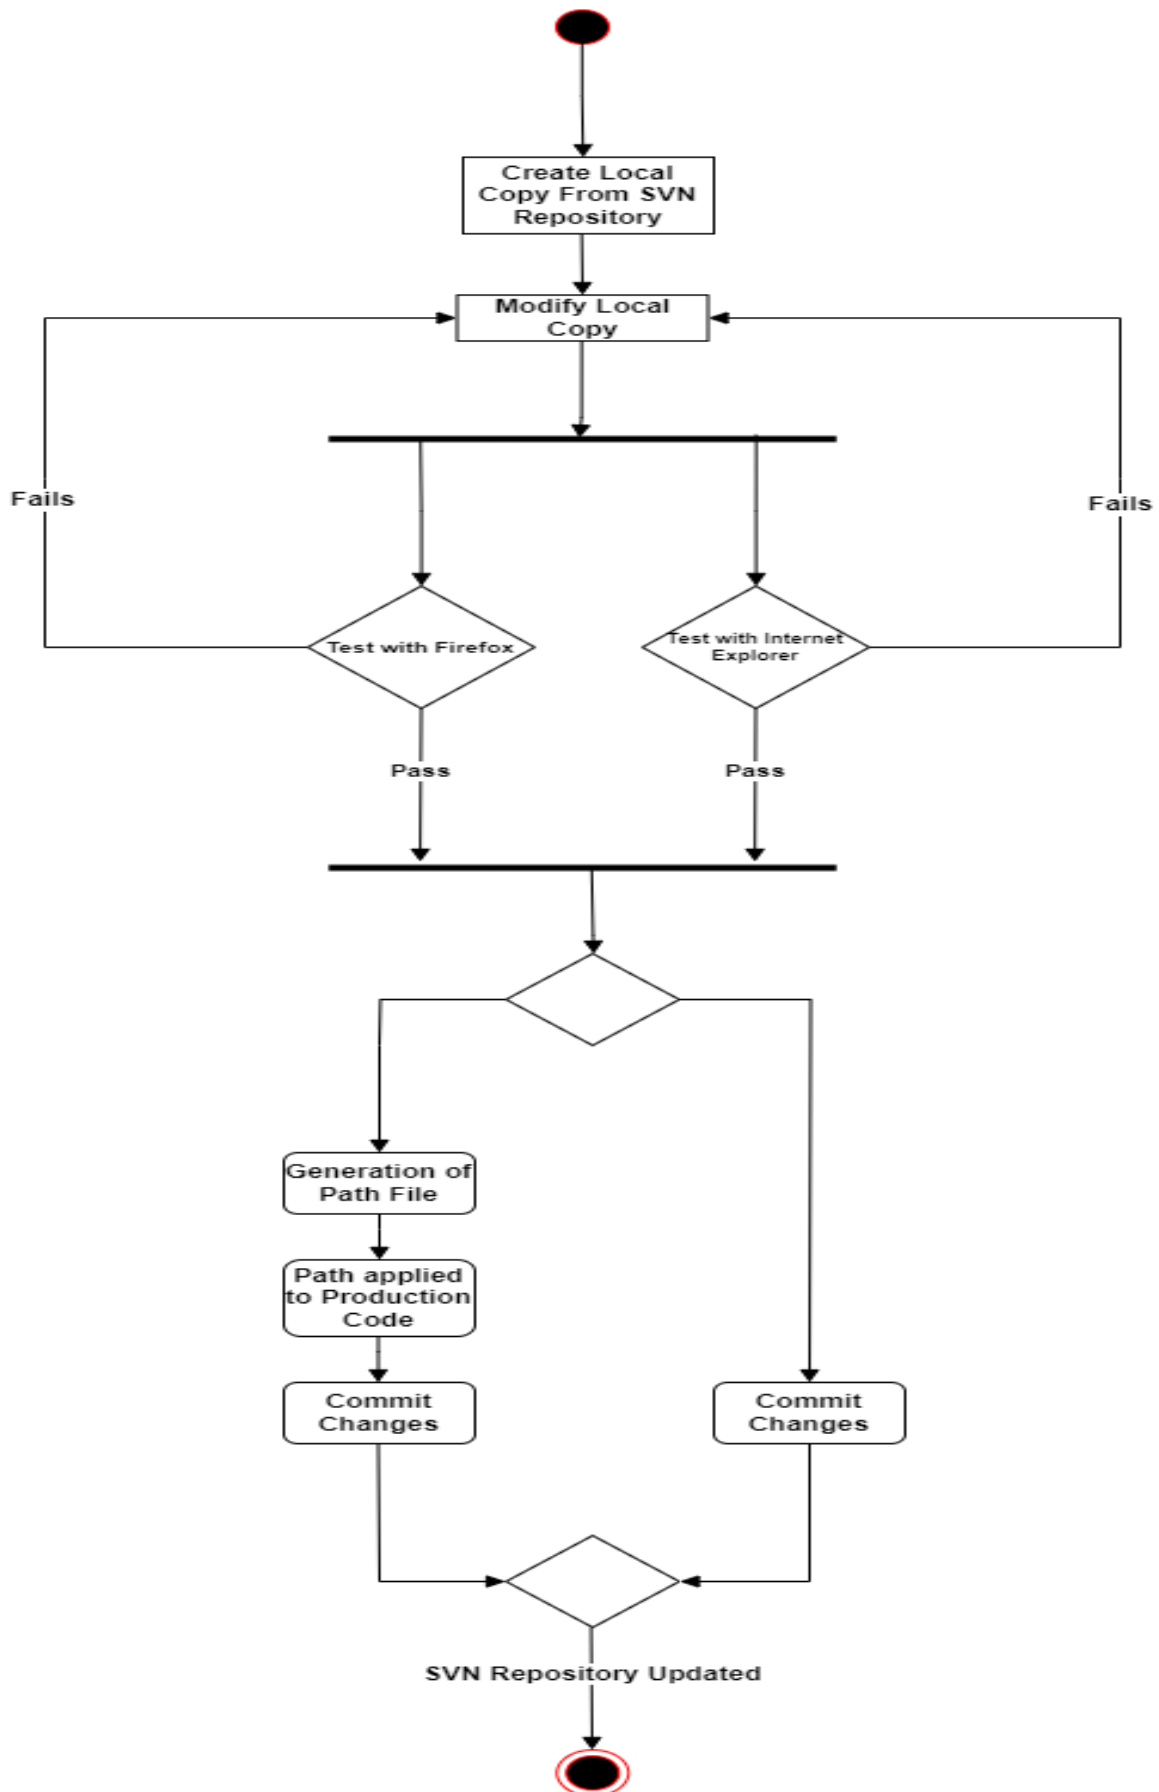 Create Local
Copy From SVN
Repository
Modify Local
Copy
Fails
Fails
Test with Firefox
Test with Internet
Explorer
Pass
Pass
Generation of
Path File
Path applied
to Production
Code
Commit
Changes
Commit
Changes
SVN Repository Updated